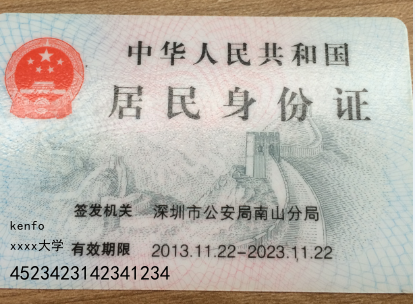 中华人民共和国
居民身份证
签发机关 深圳市公安局南山分局
kenfo
xxxx大学 有效期限 2013.11.22-2023.11.22
4523423142341234